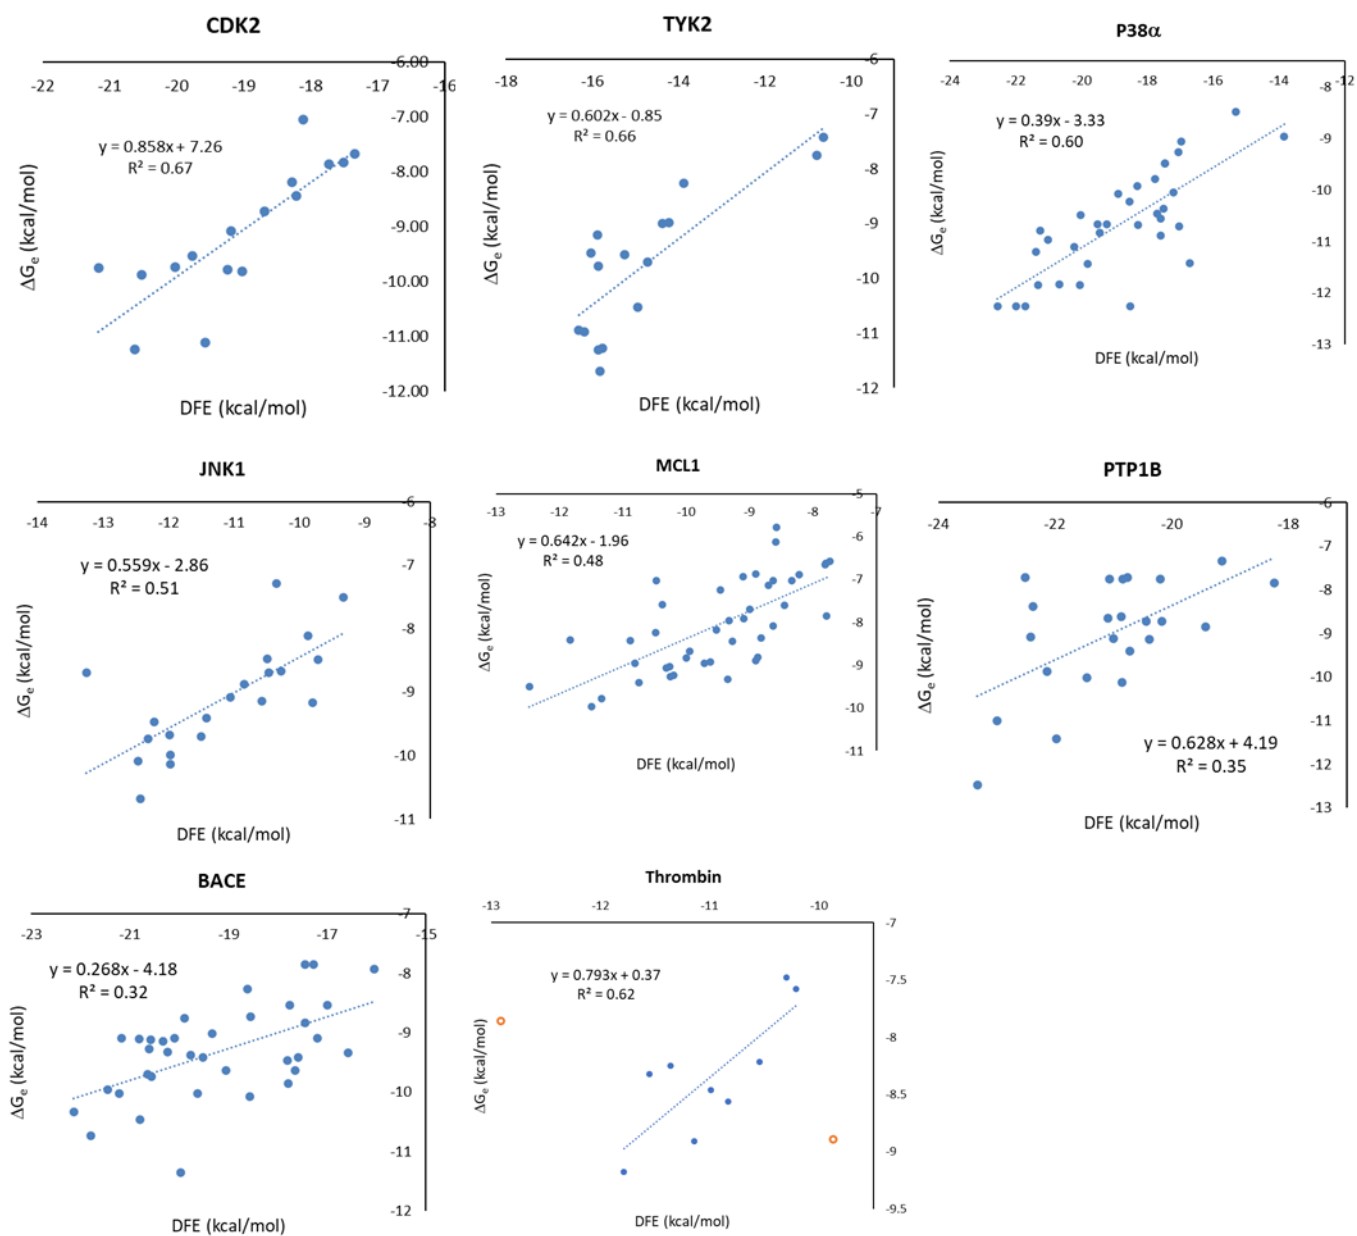 CDK2
-6.00
-22 -21 -20 -19 -18 -17 -16
-7.00
y = 0.858x + 7.26
R² = 0.67
-8.00
-9.00
ΔGe (kcal/mol)
-10.00
-11.00
-12.00
DFE (kcal/mol)
TYK2
-6
-18 -16 -14 -12 -10 -8
-7
y = 0.602x - 0.85
R² = 0.66
-8
-9
ΔGe (kcal/mol)
-10
-11
-12
DFE (kcal/mol)
P38α
-24 -22 -20 -18 -16 -14 -12
-8
y = 0.39x - 3.33
R² = 0.60
-9
-10
ΔGe (kcal/mol)
-11
-12
-13
DFE (kcal/mol)
JNK1
-6
-14 -13 -12 -11 -10 -9 -8
-7
y = 0.559x - 2.86
R² = 0.51
-8
ΔGe (kcal/mol)
-9
-10
-11
DFE (kcal/mol)
MCL1
-5
-13 -12 -11 -10 -9 -8 -7
-6
y = 0.642x - 1.96
R² = 0.48
-7
-8
ΔGe (kcal/mol)
-9
-10
-11
DFE (kcal/mol)
PTP1B
-6
-24 -22 -20 -18
-7
-8
-9
ΔGe (kcal/mol)
-10
-11
y = 0.628x + 4.19
R² = 0.35
-12
-13
DFE (kcal/mol)
BACE
-7
-23 -21 -19 -17 -15
y = 0.268x - 4.18
R² = 0.32
-8
-9
ΔGe (kcal/mol)
-10
-11
-12
DFE (kcal/mol)
Thrombin
-13 -12 -11 -10
-7
y = 0.793x + 0.37
R² = 0.62
-7.5
-8
ΔGe (kcal/mol)
-8.5
-9
-9.5
DFE (kcal/mol)